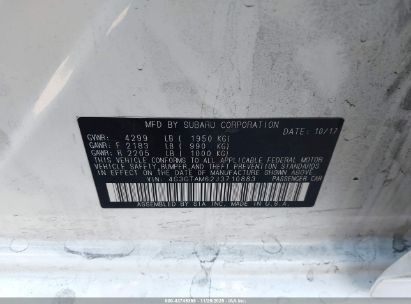 MFD BY SUBARU CORPORATION
DATE: 10/17
GVWR: 4299 LB ( 1950 KG)
GAWR: F 2183 LB ( 990 KG)
GAWR: R 2205 LB ( 1000 KG)
THIS VEHICLE CONFORMS TO ALL APPLICABLE FEDERAL MOTOR
VEHICLE SAFETY, BUMPER AND THEFT PREVENTION STANDARDS
IN EFFECT ON THE DATE OF MANUFACTURE SHOWN ABOVE
VIN: 4S3GTAM62J3710883 PASSENGER CAR
ASSEMBLED BY SIA INC. MADE IN U.S.A.